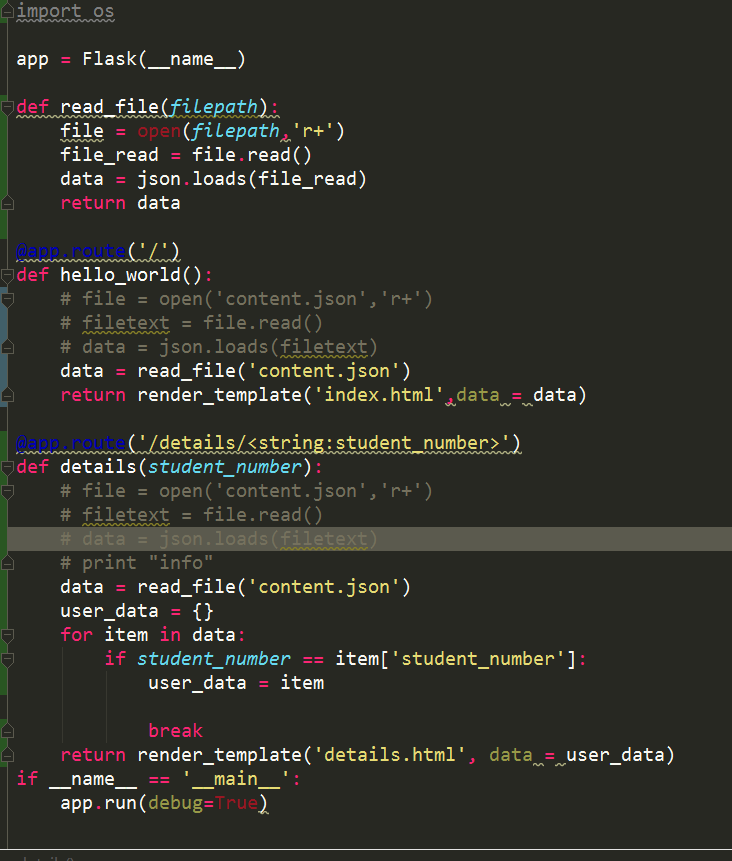 import os
app = Flask(__name__)
def read_file(filepath):
    file = open(filepath,'r+')
    file_read = file.read()
    data = json.loads(file_read)
    return data
@app.route('/')
def hello_world():
    # file = open('content.json','r+')
    # filetext = file.read()
    # data = json.loads(filetext)
    data = read_file('content.json')
    return render_template('index.html',data = data)
@app.route('/details/<string:student_number>')
def details(student_number):
    # file = open('content.json','r+')
    # filetext = file.read()
    # data = json.loads(filetext)
    # print "info"
    data = read_file('content.json')
    user_data = {}
    for item in data:
        if student_number == item['student_number']:
            user_data = item
            break
    return render_template('details.html', data = user_data)
if __name__ == '__main__':
    app.run(debug=True)